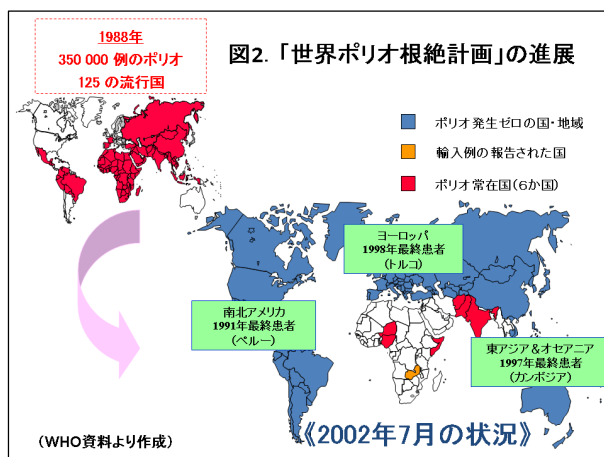 1988年
350 000 例のポリオ
125 の流行国
図2. 「世界ポリオ根絶計画」の進展
ポリオ発生ゼロの国・地域
輸入例の報告された国
ポリオ常在国(6か国)
ヨーロッパ
1998年最終患者
(トルコ)
南北アメリカ
1991年最終患者
(ペルー)
東アジア&オセアニア
1997年最終患者
(カンボジア)
(WHO資料より作成)
《2002年7月の状況》